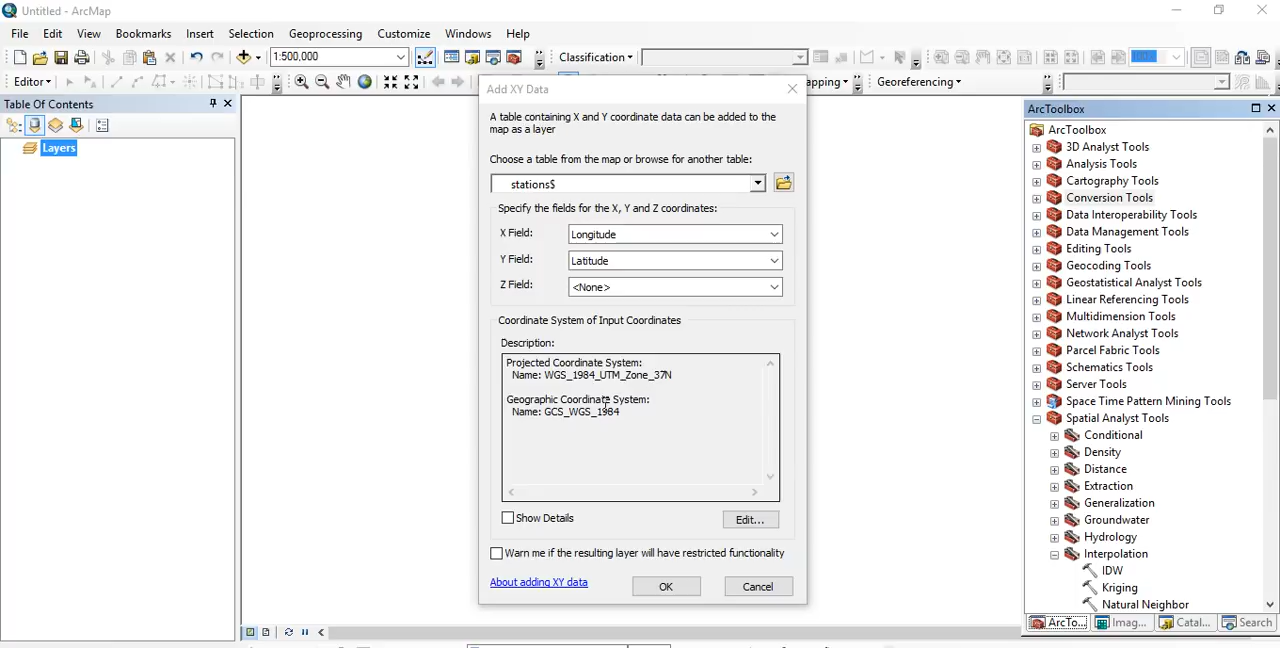 Untitled - ArcMap
File Edit View Bookmarks Insert Selection Geoprocessing Customize Windows Help
1:500,000
Classification
Editor
apping
Georeferencing
Table Of Contents
Layers
Add XY Data
A table containing X and Y coordinate data can be added to the
map as a layer
Choose a table from the map or browse for another table:
stations$
Specify the fields for the X, Y and Z coordinates:
X Field: Longitude
Y Field: Latitude
Z Field: <None>
Coordinate System of Input Coordinates
Description:
Projected Coordinate System:
Name: WGS_1984_UTM_Zone_37N
Geographic Coordinate System:
Name: GCS_WGS_1984
Show Details
Edit...
Warn me if the resulting layer will have restricted functionality
About adding XY data
OK
Cancel
ArcToolbox
ArcToolbox
3D Analyst Tools
Analysis Tools
Cartography Tools
Conversion Tools
Data Interoperability Tools
Data Management Tools
Editing Tools
Geocoding Tools
Geostatistical Analyst Tools
Linear Referencing Tools
Multidimension Tools
Network Analyst Tools
Parcel Fabric Tools
Schematics Tools
Server Tools
Space Time Pattern Mining Tools
Spatial Analyst Tools
Conditional
Density
Distance
Extraction
Generalization
Groundwater
Hydrology
Interpolation
IDW
Kriging
Natural Neighbor
ArcTo... Imag... Catal... Search